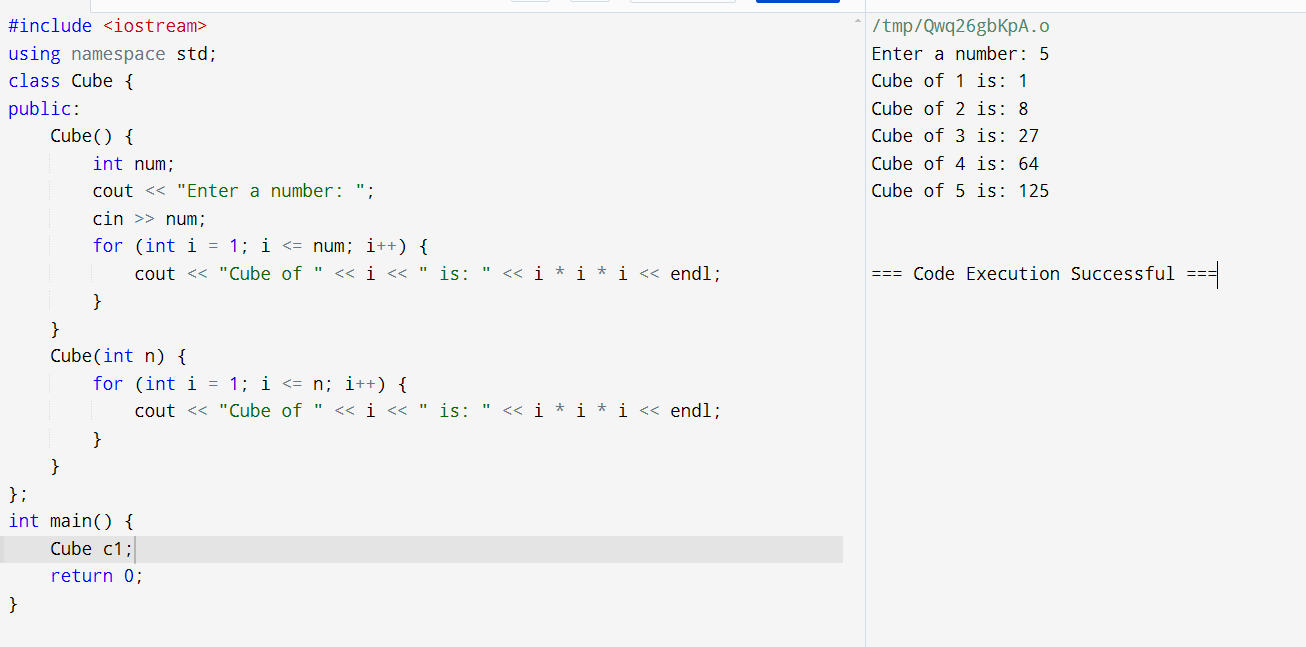 #include <iostream>
using namespace std;
class Cube {
public:
    Cube() {
        int num;
        cout << "Enter a number: ";
        cin >> num;
        for (int i = 1; i <= num; i++) {
            cout << "Cube of " << i << " is: " << i * i * i << endl;
        }
    }
    Cube(int n) {
        for (int i = 1; i <= n; i++) {
            cout << "Cube of " << i << " is: " << i * i * i << endl;
        }
    }
};
int main() {
    Cube c1;
    return 0;
}
/tmp/Qwq26gbKpA.o
Enter a number: 5
Cube of 1 is: 1
Cube of 2 is: 8
Cube of 3 is: 27
Cube of 4 is: 64
Cube of 5 is: 125
=== Code Execution Successful ===